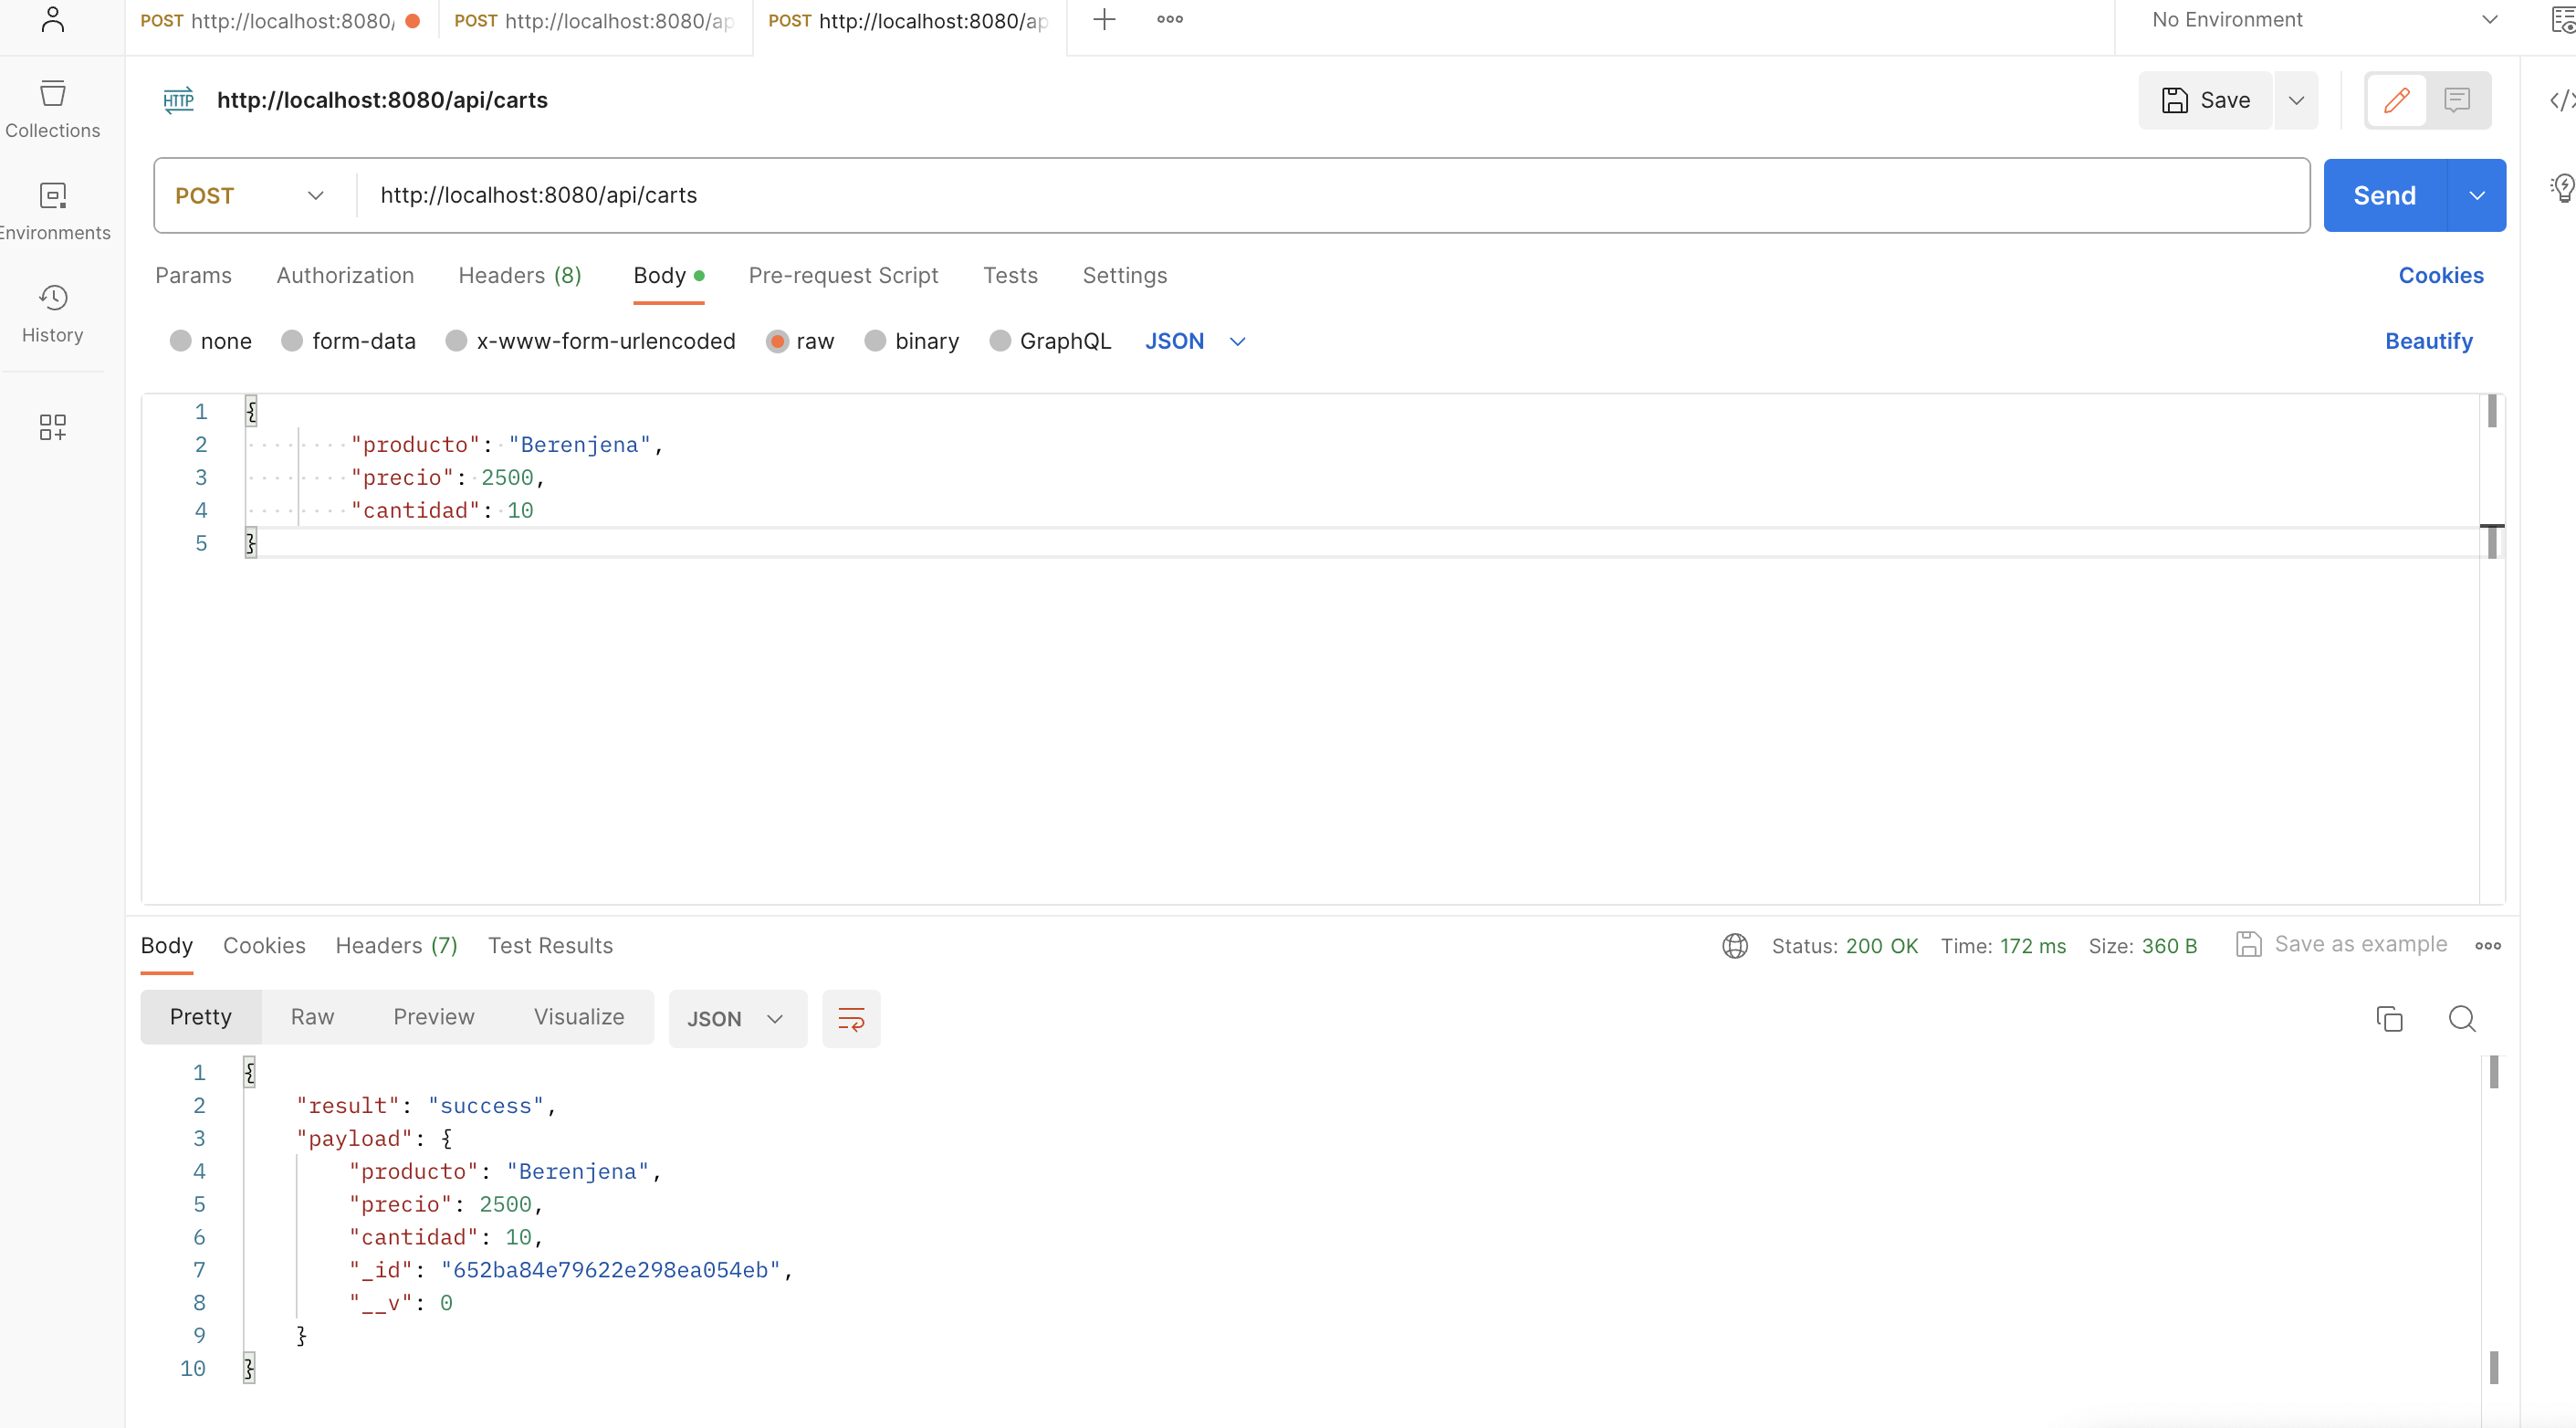 POST http://localhost:8080/ POST http://localhost:8080/ap POST http://localhost:8080/ap No Environment
Collections
Environments
History
HTTP http://localhost:8080/api/carts Save
POST http://localhost:8080/api/carts Send
Params Authorization Headers (8) Body Pre-request Script Tests Settings Cookies
none form-data x-www-form-urlencoded raw binary GraphQL JSON Beautify
1 {
2 "producto": "Berenjena",
3 "precio": 2500,
4 "cantidad": 10
5 }
Body Cookies Headers (7) Test Results Status: 200 OK Time: 172 ms Size: 360 B Save as example
Pretty Raw Preview Visualize JSON
1 {
2 "result": "success",
3 "payload": {
4 "producto": "Berenjena",
5 "precio": 2500,
6 "cantidad": 10,
7 "_id": "652ba84e79622e298ea054eb",
8 "__v": 0
9 }
10 }